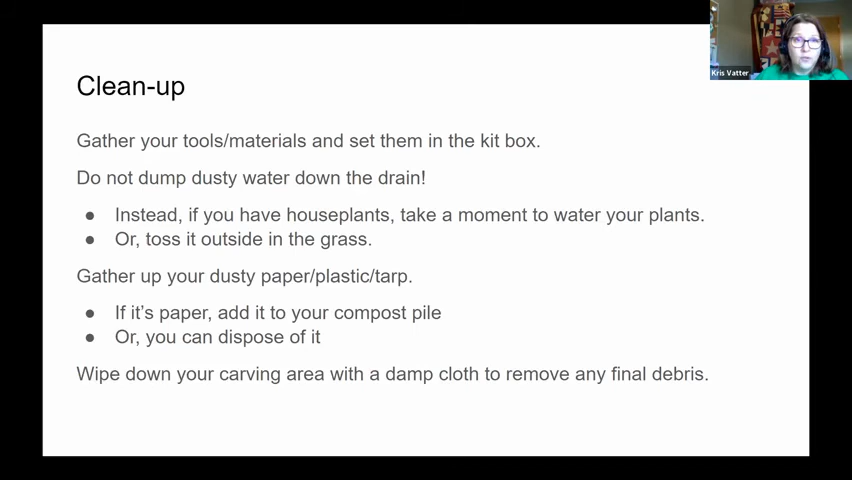 Clean-up
Gather your tools/materials and set them in the kit box.
Do not dump dusty water down the drain!
● Instead, if you have houseplants, take a moment to water your plants.
● Or, toss it outside in the grass.
Gather up your dusty paper/plastic/tarp.
● If it’s paper, add it to your compost pile
● Or, you can dispose of it
Wipe down your carving area with a damp cloth to remove any final debris.
Kris Vatter